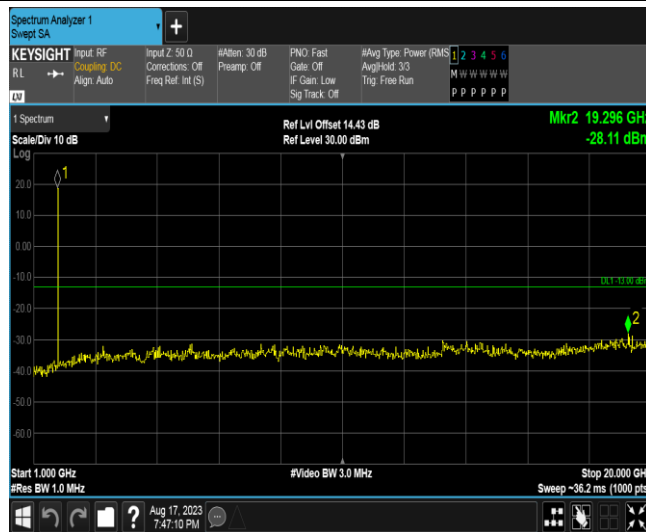 Spectrum Analyzer 1
Swept SA
+
KEYSIGHT
RL
LXI
Input: RF
Coupling: DC
Align: Auto
Input Z: 50 Ω
Corrections: Off
Freq Ref: Int (S)
#Atten: 30 dB
Preamp: Off
PNO: Fast
Gate: Off
IF Gain: Low
Sig Track: Off
#Avg Type: Power (RMS
Avg|Hold: 3/3
Trig: Free Run
1 2 3 4 5 6
M W W W W W
P P P P P P
1 Spectrum
Scale/Div 10 dB
Log
Ref Lvl Offset 14.43 dB
Ref Level 30.00 dBm
Mkr2 19.296 GHz
-28.11 dBm
1
20.0
10.0
0.00
-10.0
DL1 -13.00 dBm
-20.0
2
-30.0
-40.0
-50.0
-60.0
Start 1.000 GHz
#Res BW 1.0 MHz
#Video BW 3.0 MHz
Stop 20.000 GHz
Sweep ~36.2 ms (1000 pts
?
Aug 17, 2023
7:47:10 PM